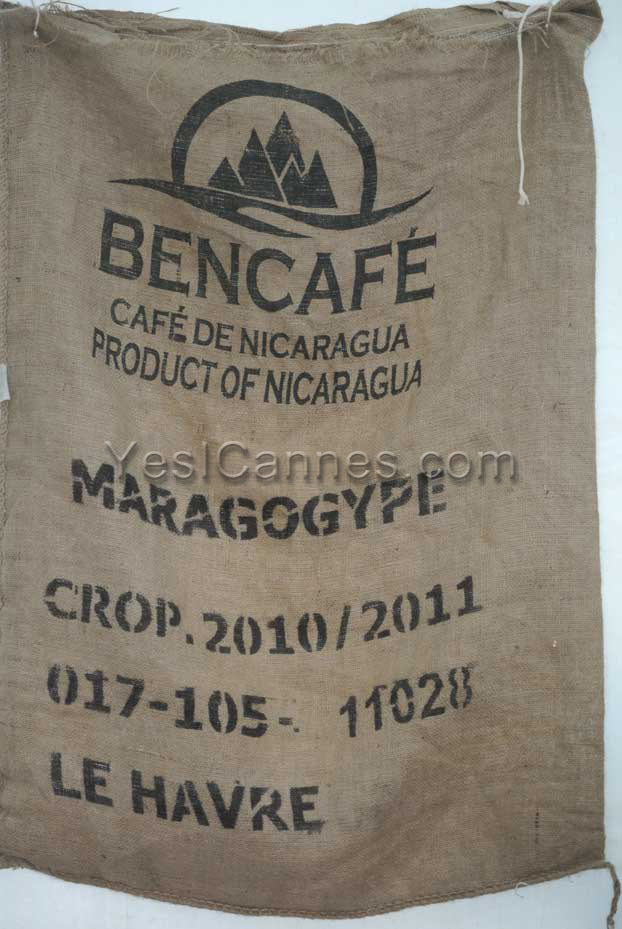 BENCAFÉ
CAFÉ DE NICARAGUA
PRODUCT OF NICARAGUA
YesICannes.com
MARAGOGYPE
CROP. 2010/2011
017-105- 11028
LE HAVRE